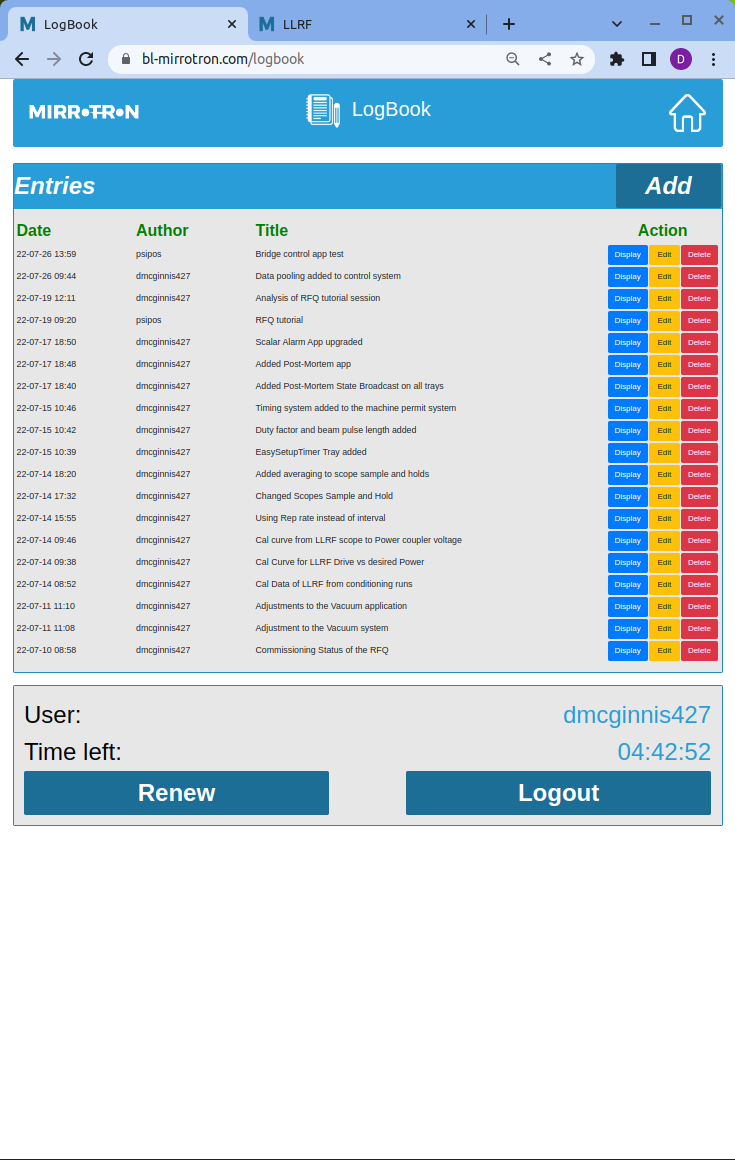 LogBook LLRF
bl-mirrotron.com/logbook D
MIRROTRON LogBook
Entries Add
Date Author Title Action
22-07-26 13:59 psipos Bridge control app test Display Edit Delete
22-07-26 09:44 dmcginnis427 Data pooling added to control system Display Edit Delete
22-07-19 12:11 dmcginnis427 Analysis of RFQ tutorial session Display Edit Delete
22-07-19 09:20 psipos RFQ tutorial Display Edit Delete
22-07-17 18:50 dmcginnis427 Scalar Alarm App upgraded Display Edit Delete
22-07-17 18:48 dmcginnis427 Added Post-Mortem app Display Edit Delete
22-07-17 18:40 dmcginnis427 Added Post-Mortem State Broadcast on all trays Display Edit Delete
22-07-15 10:46 dmcginnis427 Timing system added to the machine permit system Display Edit Delete
22-07-15 10:42 dmcginnis427 Duty factor and beam pulse length added Display Edit Delete
22-07-15 10:39 dmcginnis427 EasySetupTimer Tray added Display Edit Delete
22-07-14 18:20 dmcginnis427 Added averaging to scope sample and holds Display Edit Delete
22-07-14 17:32 dmcginnis427 Changed Scopes Sample and Hold Display Edit Delete
22-07-14 15:55 dmcginnis427 Using Rep rate instead of interval Display Edit Delete
22-07-14 09:46 dmcginnis427 Cal curve from LLRF scope to Power coupler voltage Display Edit Delete
22-07-14 09:38 dmcginnis427 Cal Curve for LLRF Drive vs desired Power Display Edit Delete
22-07-14 08:52 dmcginnis427 Cal Data of LLRF from conditioning runs Display Edit Delete
22-07-11 11:10 dmcginnis427 Adjustments to the Vacuum application Display Edit Delete
22-07-11 11:08 dmcginnis427 Adjustment to the Vacuum system Display Edit Delete
22-07-10 08:58 dmcginnis427 Commissioning Status of the RFQ Display Edit Delete
User: dmcginnis427
Time left: 04:42:52
Renew Logout